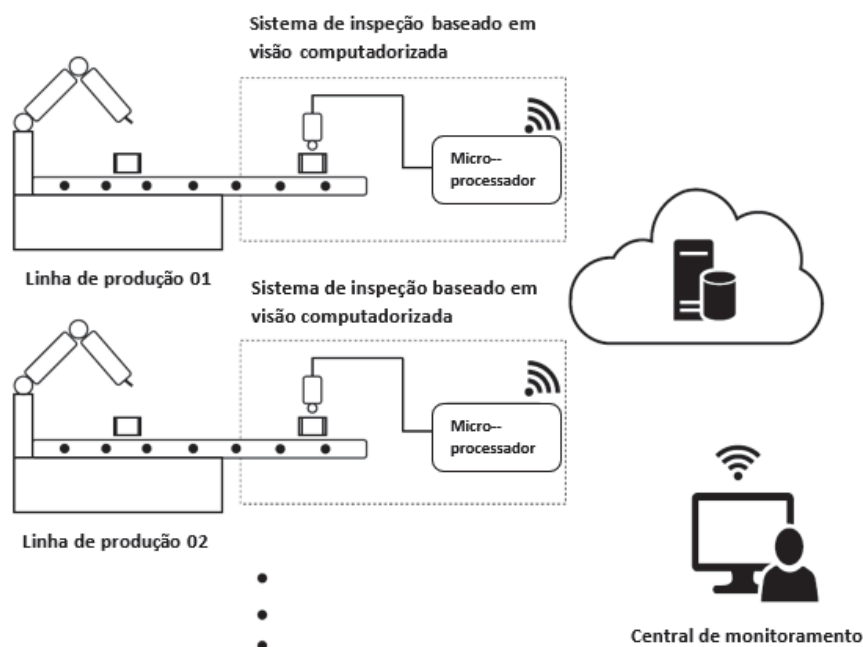 Sistema de inspeção baseado em
visão computadorizada
Micro--
processador
Linha de produção 01
Sistema de inspeção baseado em
visão computadorizada
Micro--
processador
Linha de produção 02
Central de monitoramento